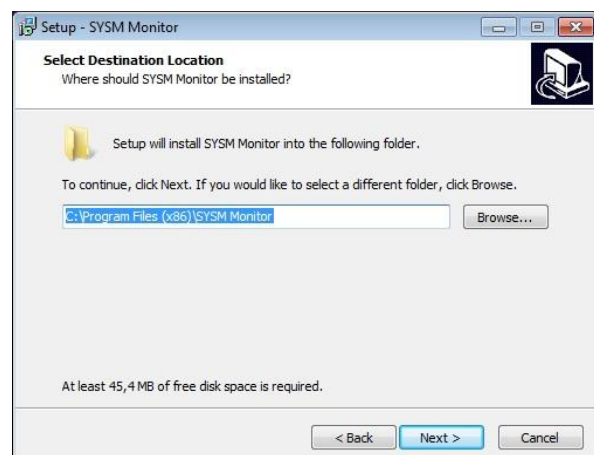 Setup - SYSM Monitor
Select Destination Location
Where should SYSM Monitor be installed?
Setup will install SYSM Monitor into the following folder.
To continue, click Next. If you would like to select a different folder, click Browse.
C:\Program Files (x86)\SYSM Monitor
Browse...
At least 45,4 MB of free disk space is required.
< Back
Next >
Cancel